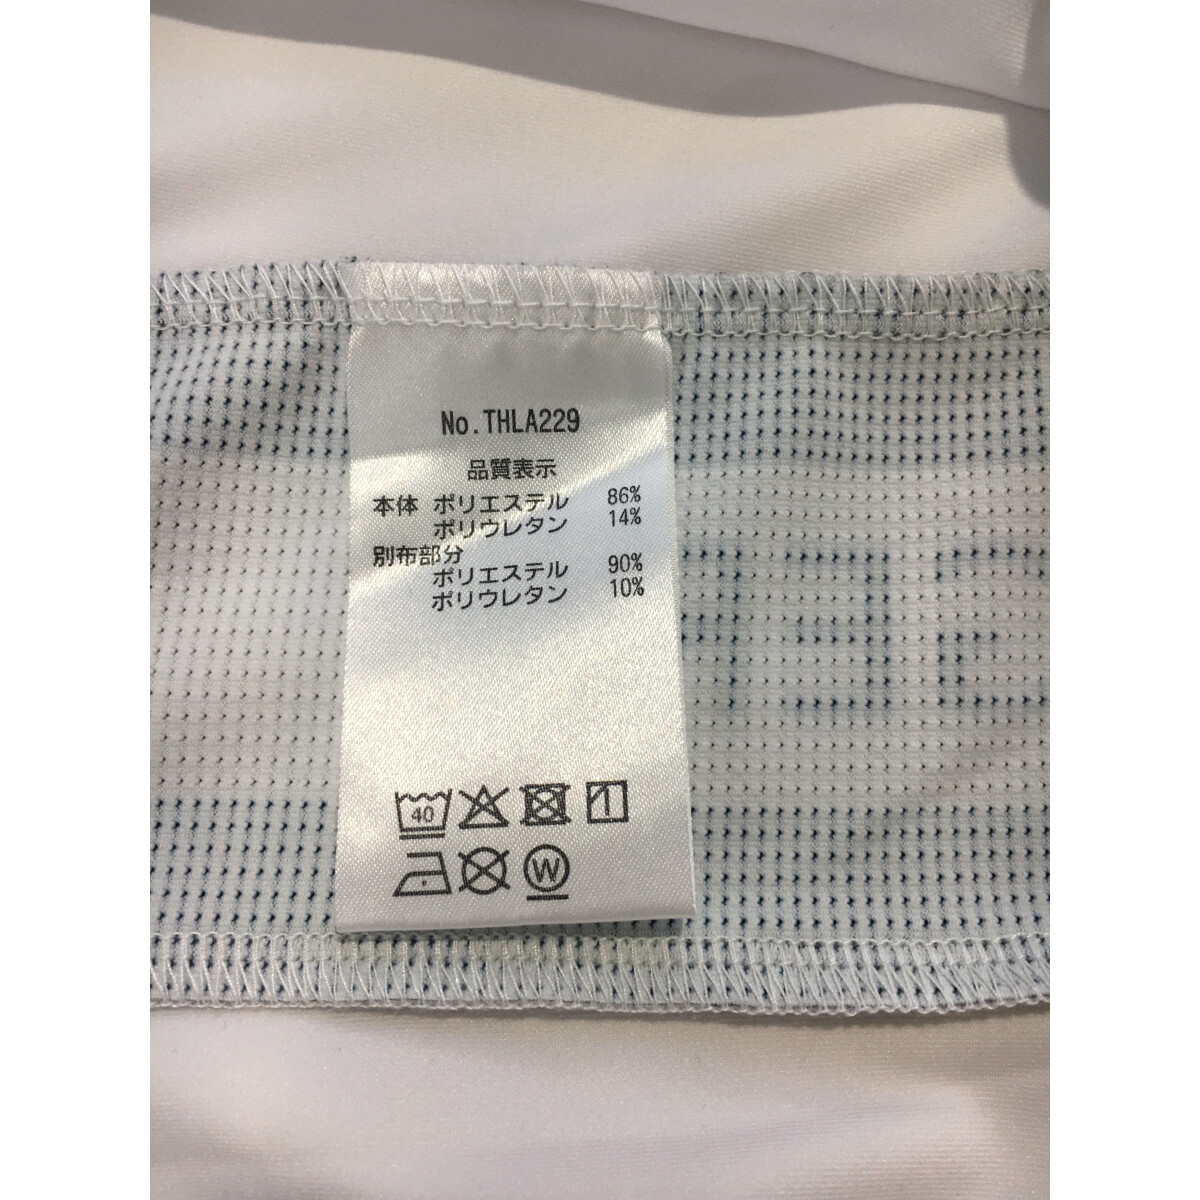 No.THLA229
品質表示
本体 ポリエステル 86%
ポリウレタン 14%
別布部分
ポリエステル 90%
ポリウレタン 10%
40
1
W